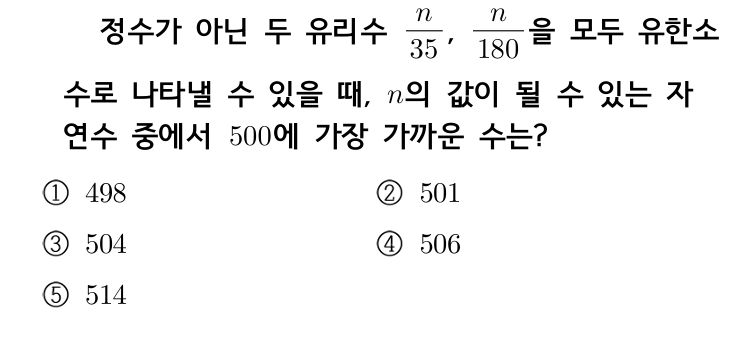 정수가 아닌 두 유리수 $\frac{n}{35}$, $\frac{n}{180}$을 모두 유한소
수로 나타낼 수 있을 때, $n$의 값이 될 수 있는 자
연수 중에서 500에 가장 가까운 수는?
① 498 ② 501
③ 504 ④ 506
⑤ 514